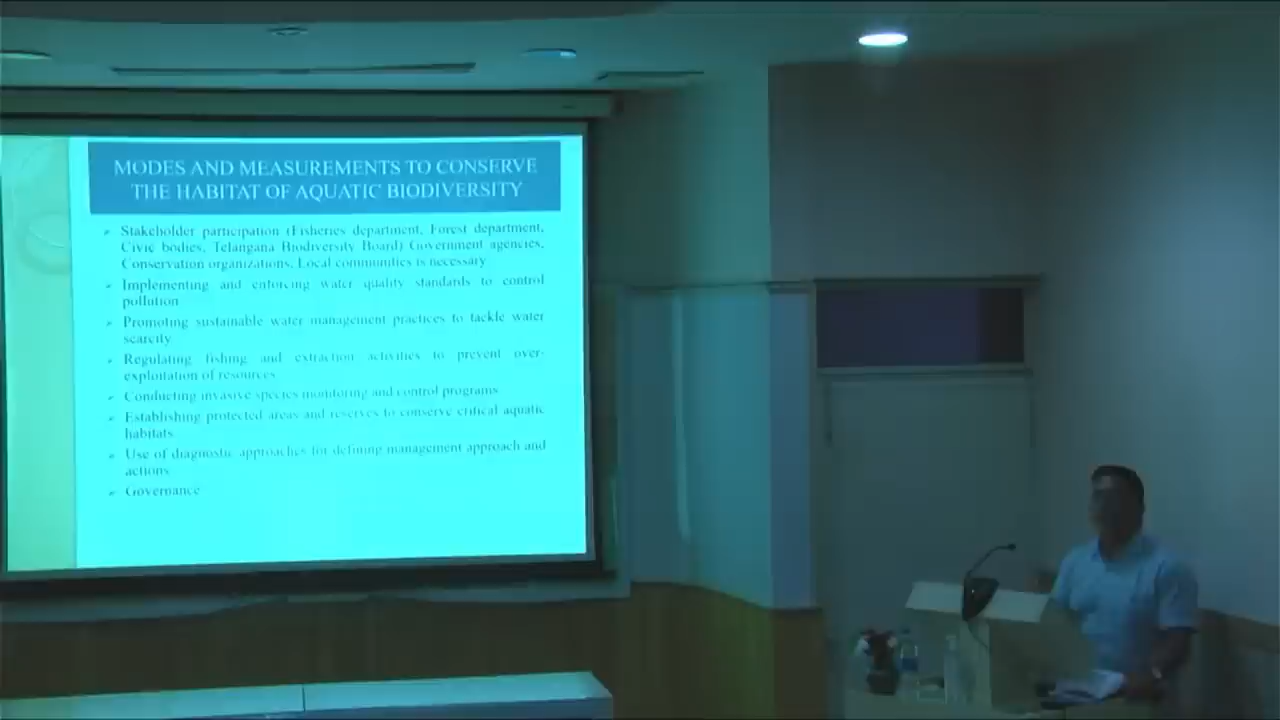 MODES AND MEASUREMENTS TO CONSERVE
THE HABITAT OF AQUATIC BIODIVERSITY
Stakeholder participation (Fisheries department, Forest department,
Civic bodies, Telangana Biodiversity Board) Government agencies,
Conservation organizations, Local communities is necessary
Implementing and enforcing water quality standards to control
pollution
Promoting sustainable water management practices to tackle water
scarcity
Regulating fishing and extraction activities to prevent over-
exploitation of resources
Conducting invasive species monitoring and control programs
Establishing protected areas and reserves to conserve critical aquatic
habitats
Use of diagnostic approaches for defining management approach and
actions
Governance